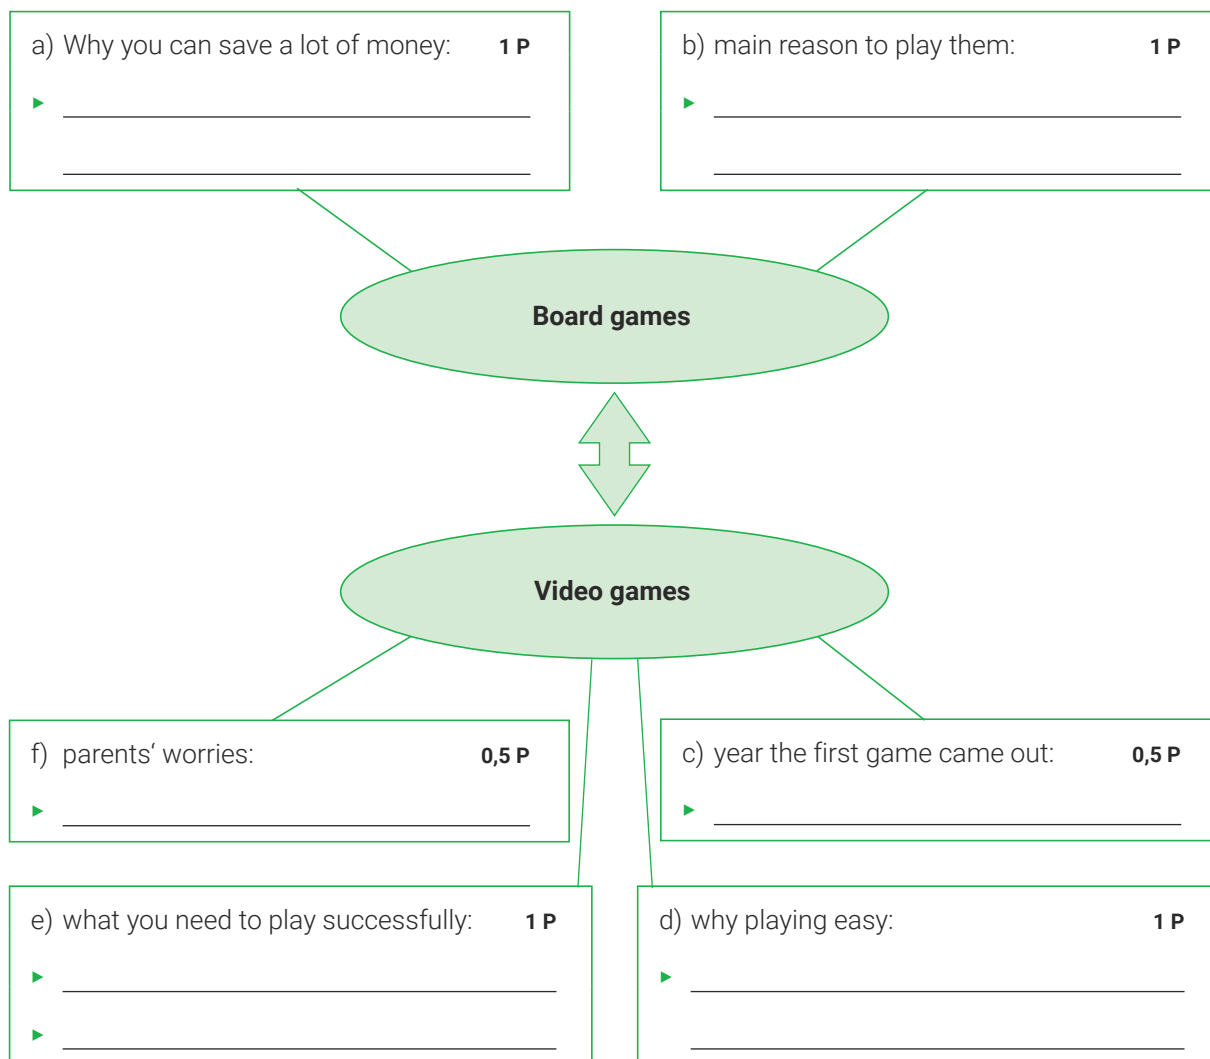 a) Why you can save a lot of money: 1 P
b) main reason to play them: 1 P
Board games
Video games
f) parents‘ worries: 0,5 P
c) year the first game came out: 0,5 P
e) what you need to play successfully: 1 P
d) why playing easy: 1 P